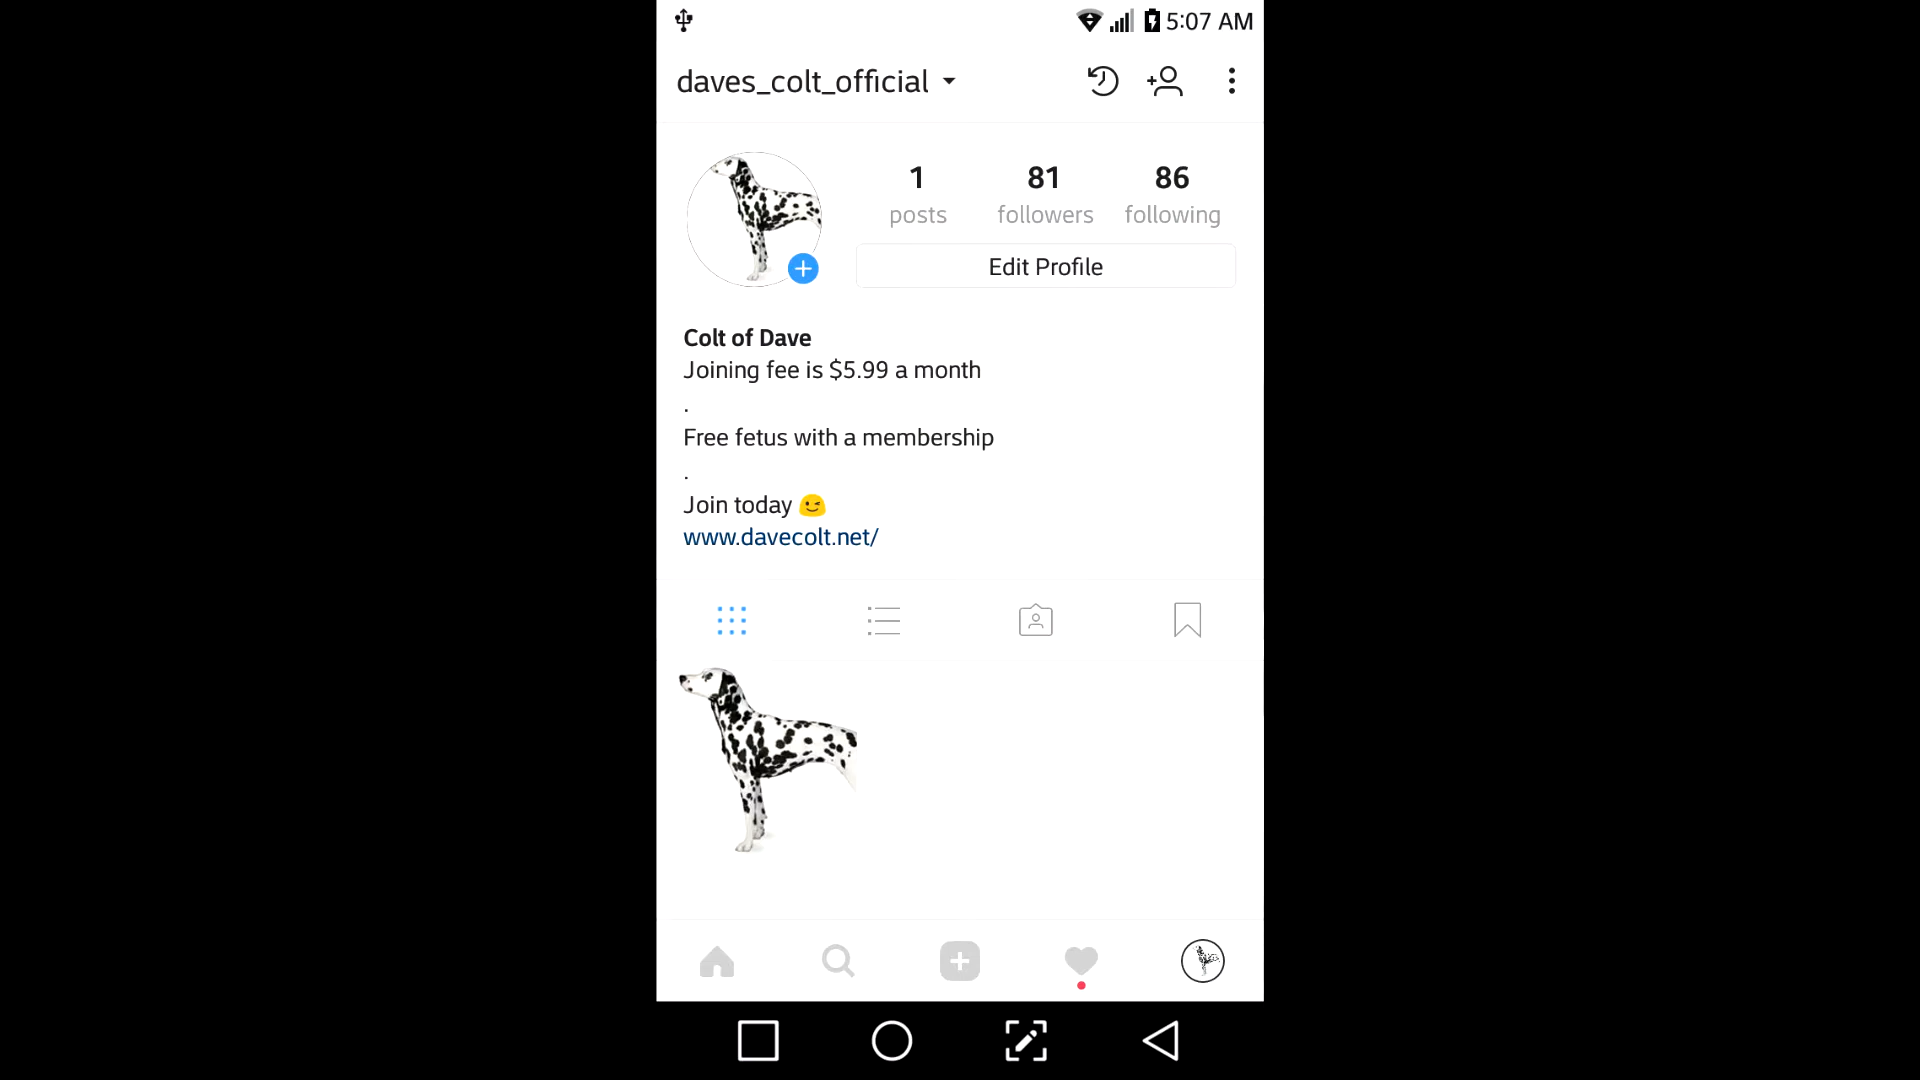 5:07 AM
daves_colt_official
1 81 86
posts followers following
Edit Profile
Colt of Dave
Joining fee is $5.99 a month
.
Free fetus with a membership
.
Join today 😉
www.davecolt.net/